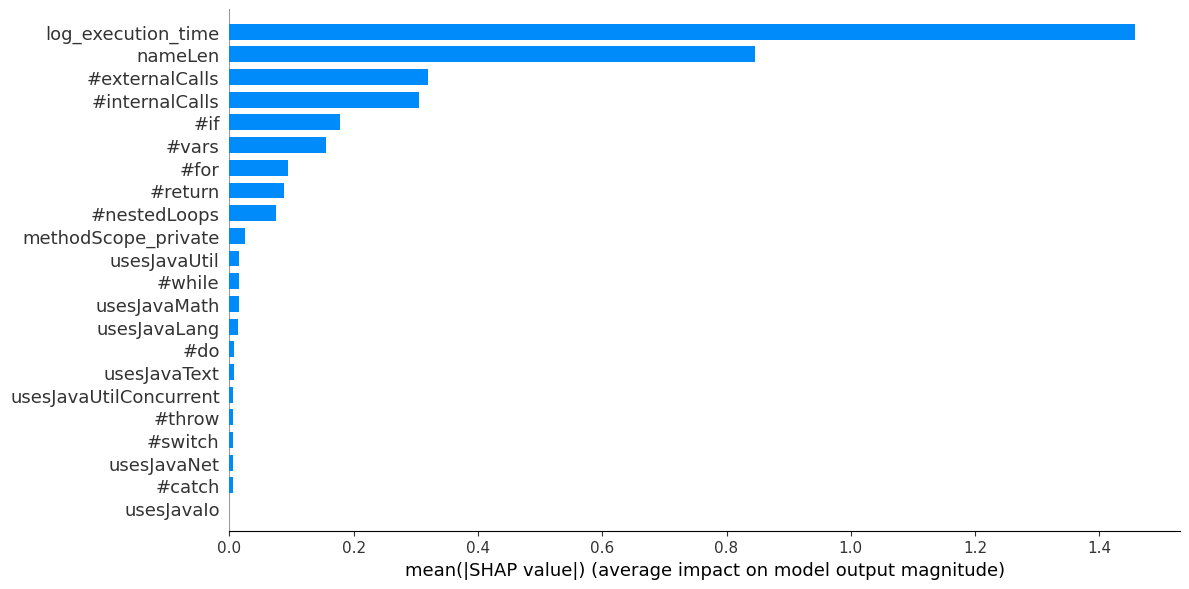 log_execution_time
nameLen
#externalCalls
#internalCalls
#if
#vars
#for
#return
#nestedLoops
methodScope_private
usesJavaUtil
#while
usesJavaMath
usesJavaLang
#do
usesJavaText
usesJavaUtilConcurrent
#throw
#switch
usesJavaNet
#catch
usesJavaIo
0.0 0.2 0.4 0.6 0.8 1.0 1.2 1.4
mean(|SHAP value|) (average impact on model output magnitude)